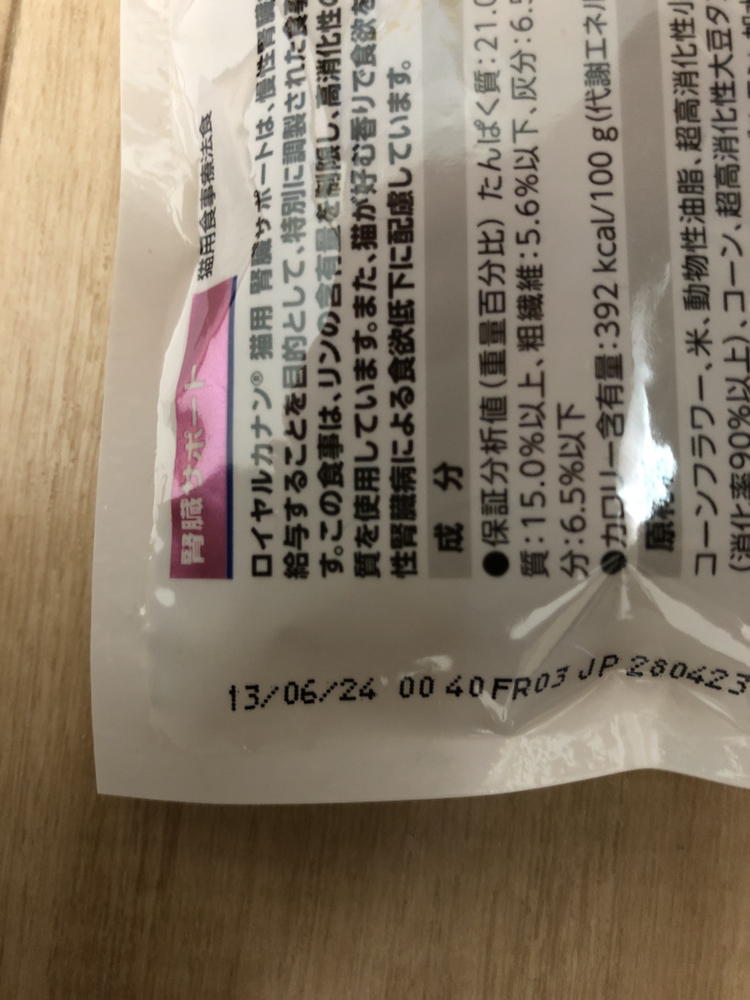 猫用食事療法食
腎臓サポート
ロイヤルカナン® 猫用 腎臓サポートは、慢性腎臓
給与することを目的として、特別に調製された食事
す。この食事は、リンの含有量を制限し、高消化性の
質を使用しています。また、猫が好む香りで食欲を
性腎臓病による食欲低下に配慮しています。
成 分
●保証分析値(重量百分比) たんぱく質:21.0
質:15.0%以上、粗繊維:5.6%以下、灰分:6.5
分:6.5%以下
●カロリー含有量:392 kcal/100 g(代謝エネル
コーンフラワー、米、動物性油脂、超高消化性小
(消化率90%以上)、コーン、超高消化性大豆タ
13/06/24 00 40 FR03 JP 280423